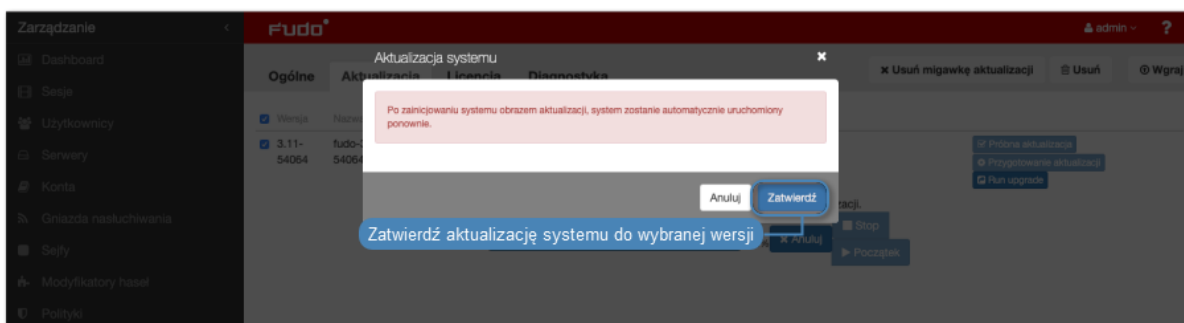 Zarządzanie
Fudo
admin
?
Dashboard
Sesje
Użytkownicy
Serwery
Konta
Gniazda nasłuchiwania
Sejfy
Modyfikatory haseł
Polityki
Ogólne Aktualizacja Licencja Diagnostyka
Usuń migawkę aktualizacji Usuń Wgraj
Aktualizacja systemu
Po zainicjowaniu systemu obrazem aktualizacji, system zostanie automatycznie uruchomiony
ponownie.
Wersja
3.11-
54064
54064
Próbna aktualizacja
Przygotowanie aktualizacji
Run upgrade
Anuluj Zatwierdź
Zatwierdź aktualizację systemu do wybranej wersji
Anuluj
Stop
Początek